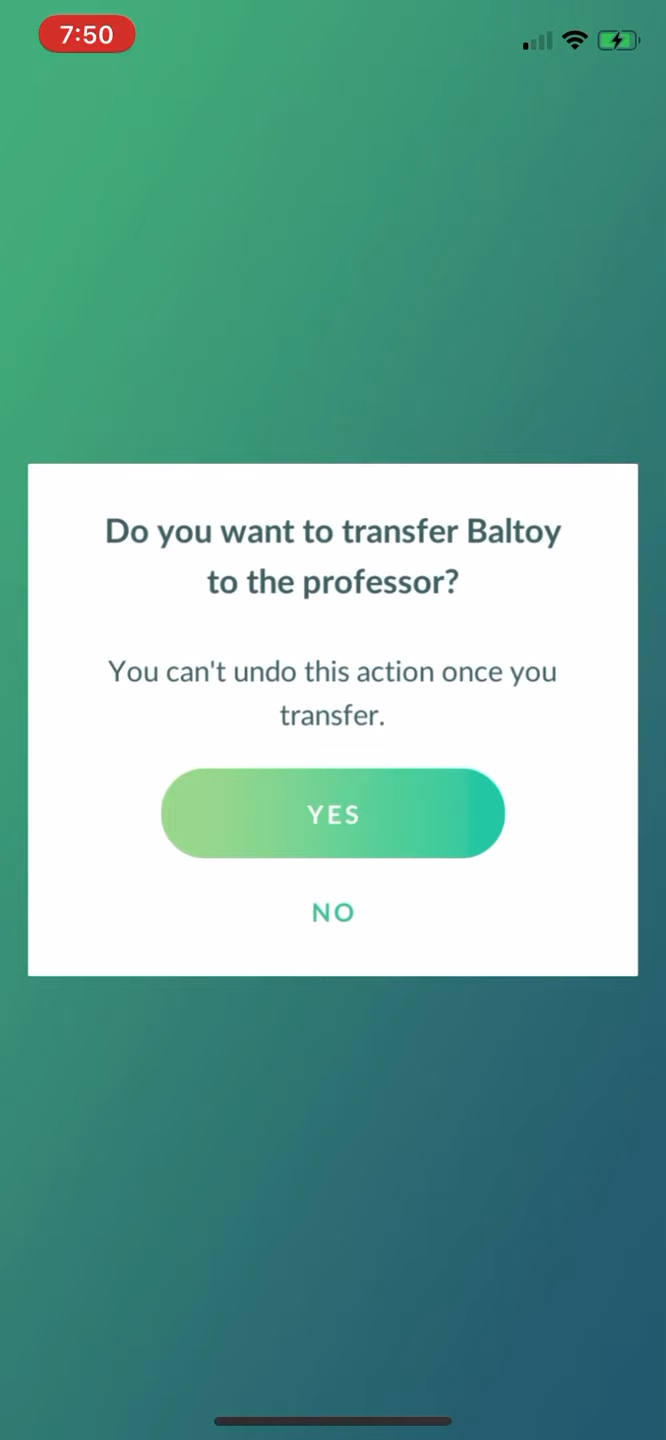 7:50
Do you want to transfer Baltoy
to the professor?
You can't undo this action once you
transfer.
YES
NO